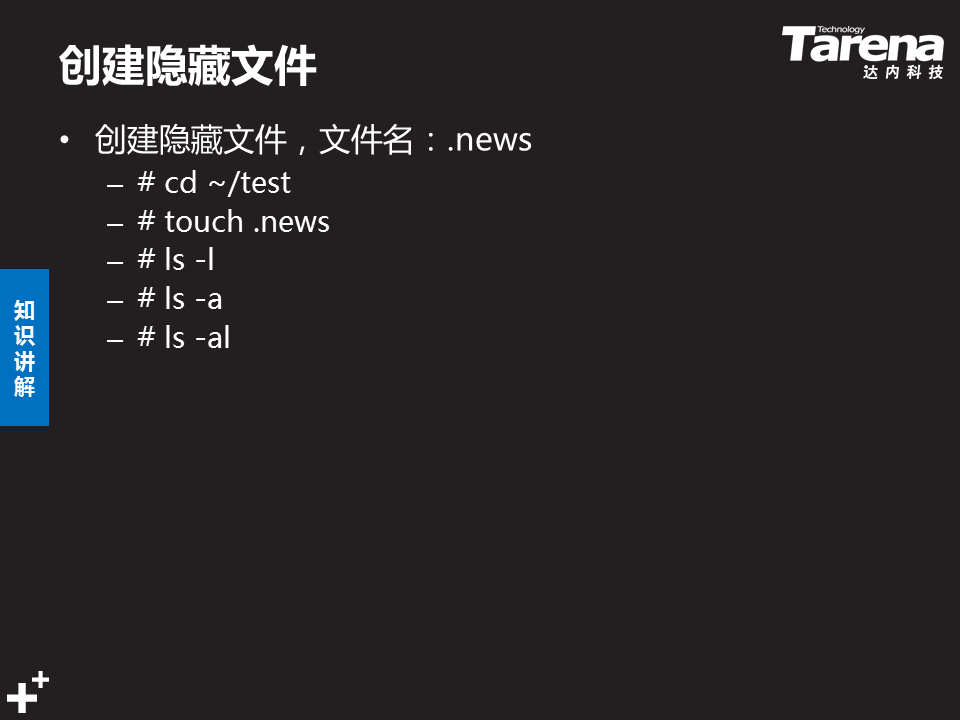 创建隐藏文件
Technology
Tarena
达内科技
• 创建隐藏文件，文件名：.news
– # cd ~/test
– # touch .news
– # ls -l
– # ls -a
– # ls -al
知
识
讲
解